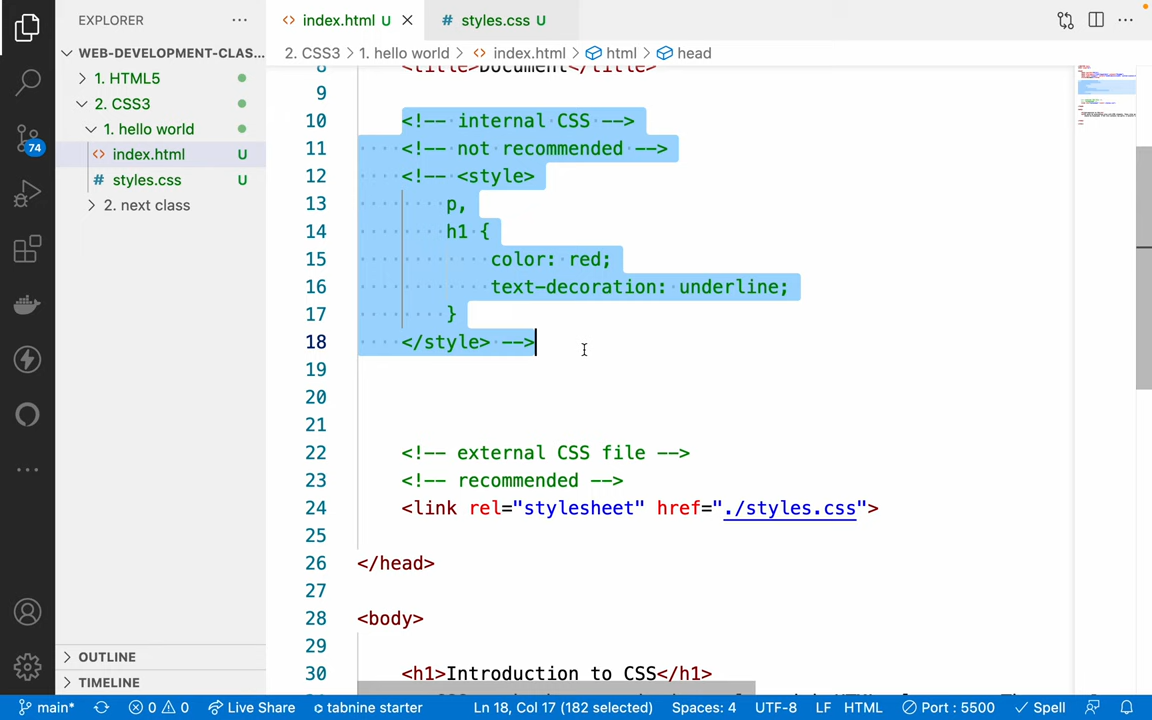 EXPLORER
index.html U
styles.css U
WEB-DEVELOPMENT-CLAS...
2. CSS3 > 1. hello world > index.html > html > head
1. HTML5
2. CSS3
1. hello world
index.html U
styles.css U
2. next class
74
8 <title>Document</title>
9
10 <!-- internal CSS -->
11 <!-- not recommended -->
12 <!-- <style>
13 p,
14 h1 {
15 color: red;
16 text-decoration: underline;
17 }
18 </style> -->
19
20
21
22 <!-- external CSS file -->
23 <!-- recommended -->
24 <link rel="stylesheet" href="./styles.css">
25
26 </head>
27
28 <body>
29
30 <h1>Introduction to CSS</h1>
OUTLINE
TIMELINE
main* 0 0 Live Share tabnine starter Ln 18, Col 17 (182 selected) Spaces: 4 UTF-8 LF HTML Port : 5500 Spell